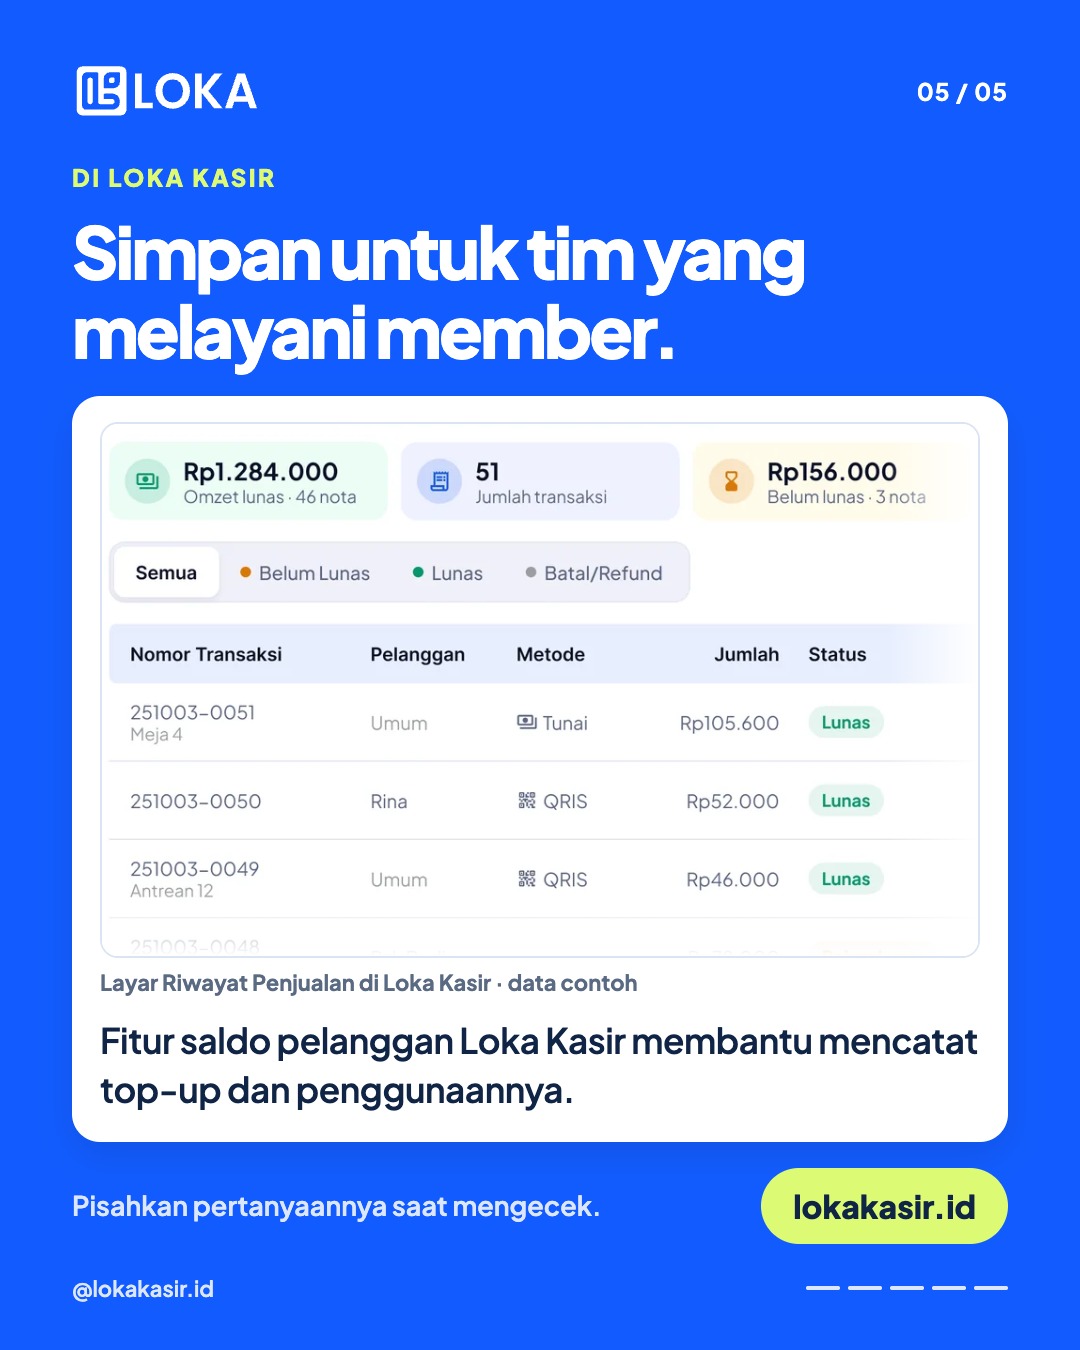 LOKA
05 / 05
DI LOKA KASIR
Simpan untuk tim yang
melayani member.
Rp1.284.000
Omzet lunas · 46 nota
51
Jumlah transaksi
Rp156.000
Belum lunas · 3 nota
Semua
Belum Lunas
Lunas
Batal/Refund
Nomor Transaksi Pelanggan Metode Jumlah Status
251003-0051 Umum Tunai Rp105.600 Lunas
Meja 4
251003-0050 Rina QRIS Rp52.000 Lunas
251003-0049 Umum QRIS Rp46.000 Lunas
Antrean 12
251003-0048
Layar Riwayat Penjualan di Loka Kasir · data contoh
Fitur saldo pelanggan Loka Kasir membantu mencatat
top-up dan penggunaannya.
Pisahkan pertanyaannya saat mengecek.
lokakasir.id
@lokakasir.id